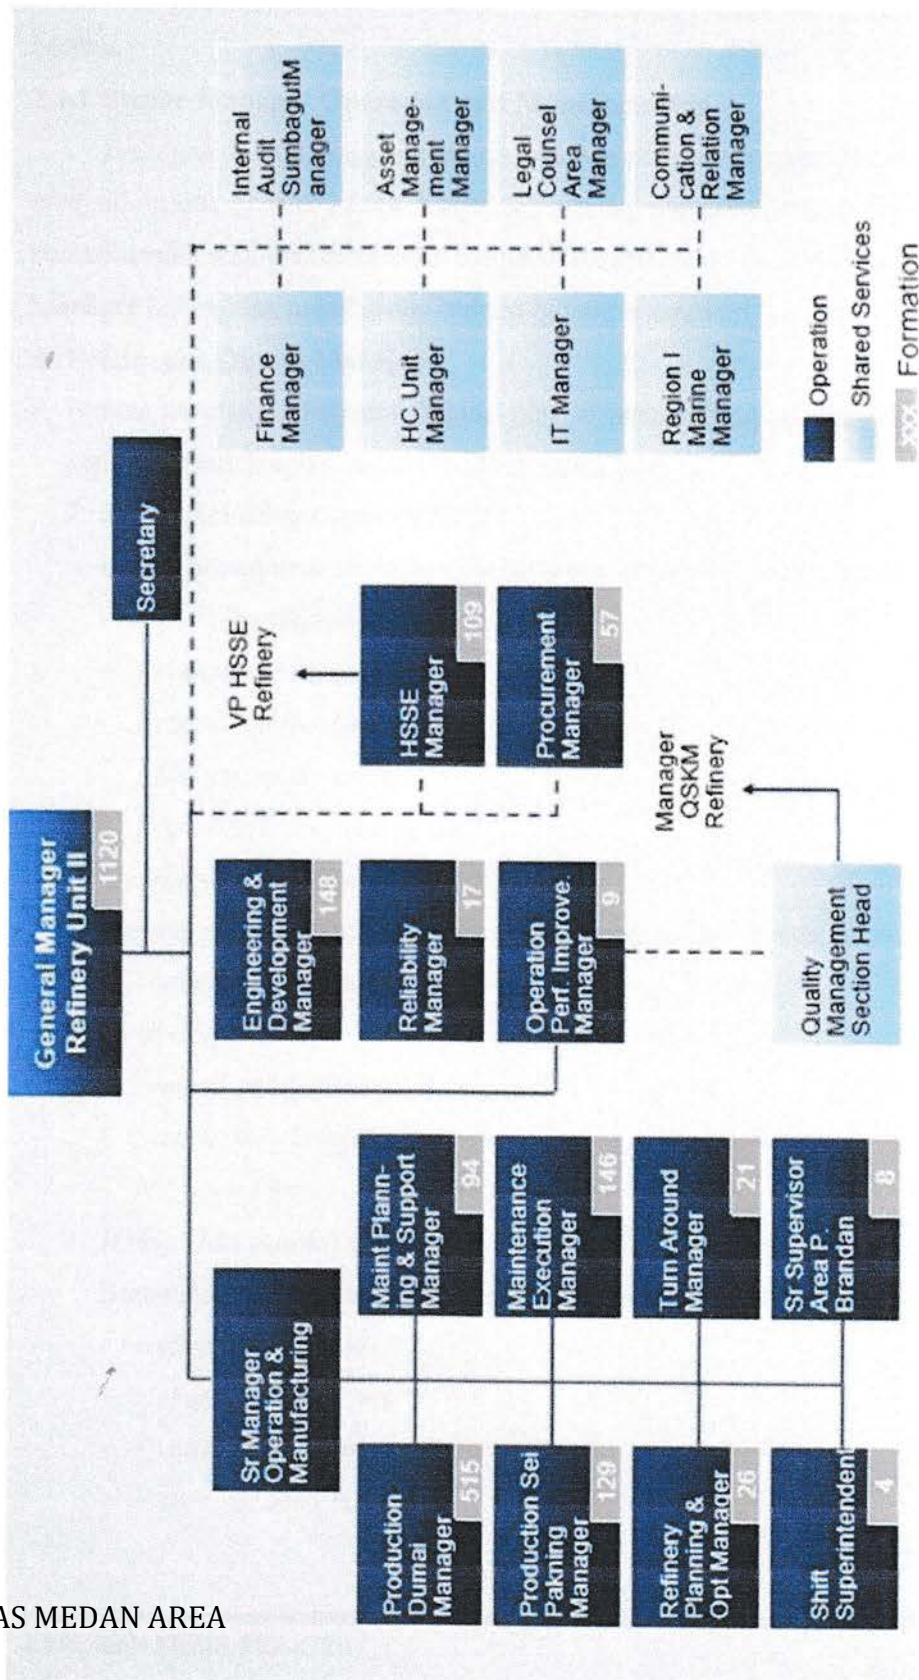 General Manager
Refinery Unit II
1120
Secretary
Sr Manager
Operation &
Manufacturing
Production
Dumai
Manager
515
Maint Plann-
ing & Support
Manager
94
Production Sei
Pakning
Manager
129
Maintenance
Execution
Manager
146
Refinery
Planning &
Opt Manager
26
Turn Around
Manager
21
Shift
Superintendent
4
Sr Supervisor
Area P.
Brandan
8
Engineering &
Development
Manager
148
Reliability
Manager
17
Operation
Perf. Improve.
Manager
9
Quality
Management
Section Head
Manager
QSKM
Refinery
VP HSSE
Refinery
HSSE
Manager
109
Procurement
Manager
57
Finance
Manager
Internal
Audit
SumbagutM
anager
HC Unit
Manager
Asset
Manage-
ment
Manager
IT Manager
Legal
Counsel
Area
Manager
Region I
Marine
Manager
Communi-
cation &
Relation
Manager
Operation
Shared Services
xxx Formation
AS MEDAN AREA